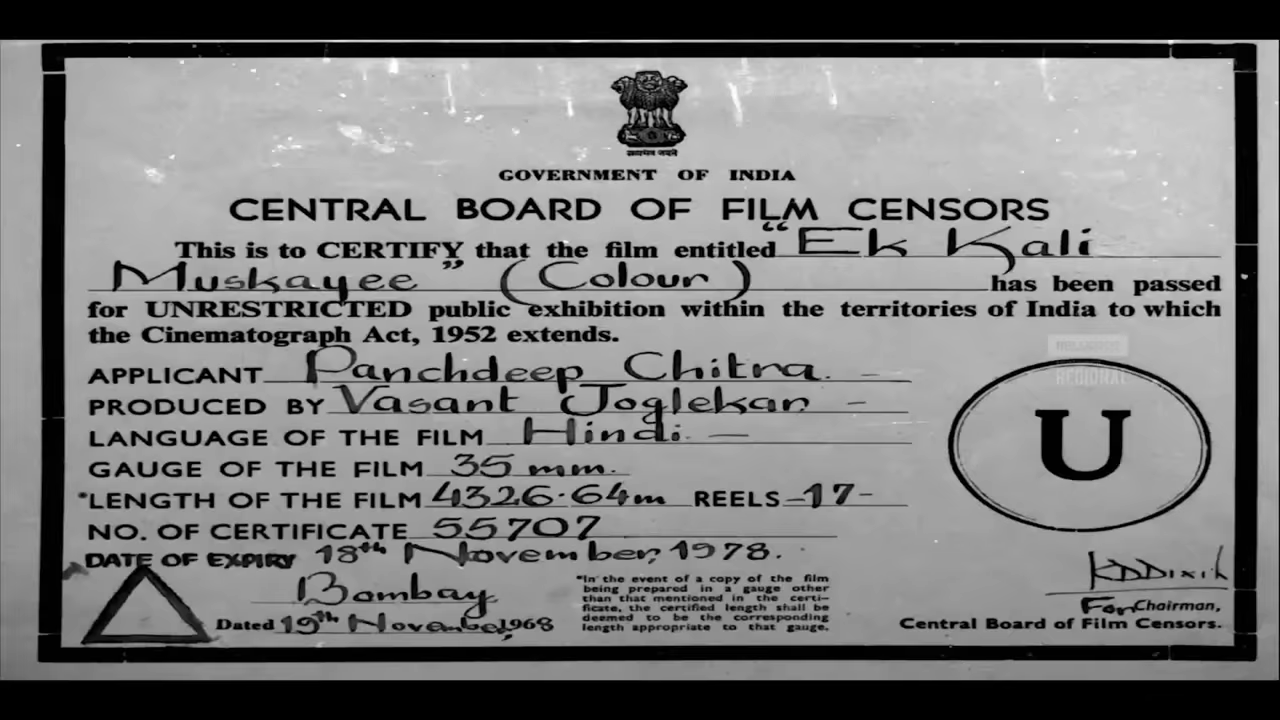 सत्यमेव जयते
GOVERNMENT OF INDIA
CENTRAL BOARD OF FILM CENSORS
This is to CERTIFY that the film entitled "Ek Kali
Muskayee" (Colour) has been passed
for UNRESTRICTED public exhibition within the territories of India to which
the Cinematograph Act, 1952 extends.
APPLICANT Panchdeep Chitra. -
PRODUCED BY Vasant Joglekar. -
LANGUAGE OF THE FILM Hindi. -
GAUGE OF THE FILM 35 mm.
*LENGTH OF THE FILM 4326.64m REELS -17-
NO. OF CERTIFICATE 55707
DATE OF EXPIRY 18th November, 1978.
Bombay
Dated 19th November, 1968
*In the event of a copy of the film
being prepared in a gauge other
than that mentioned in the certi-
ficate, the certified length shall be
deemed to be the corresponding
length appropriate to that gauge.
REGIONAL
U
KDDixit
For Chairman,
Central Board of Film Censors.